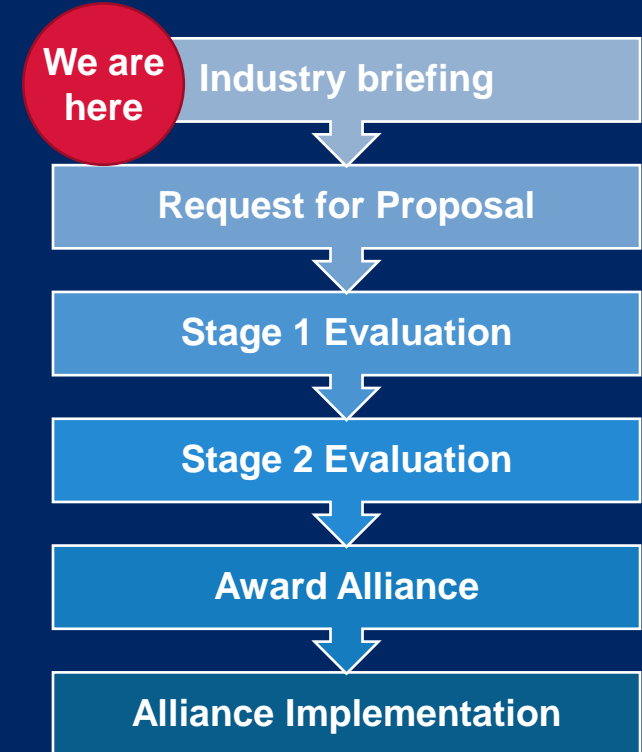 We are
here
Industry briefing
Request for Proposal
Stage 1 Evaluation
Stage 2 Evaluation
Award Alliance
Alliance Implementation